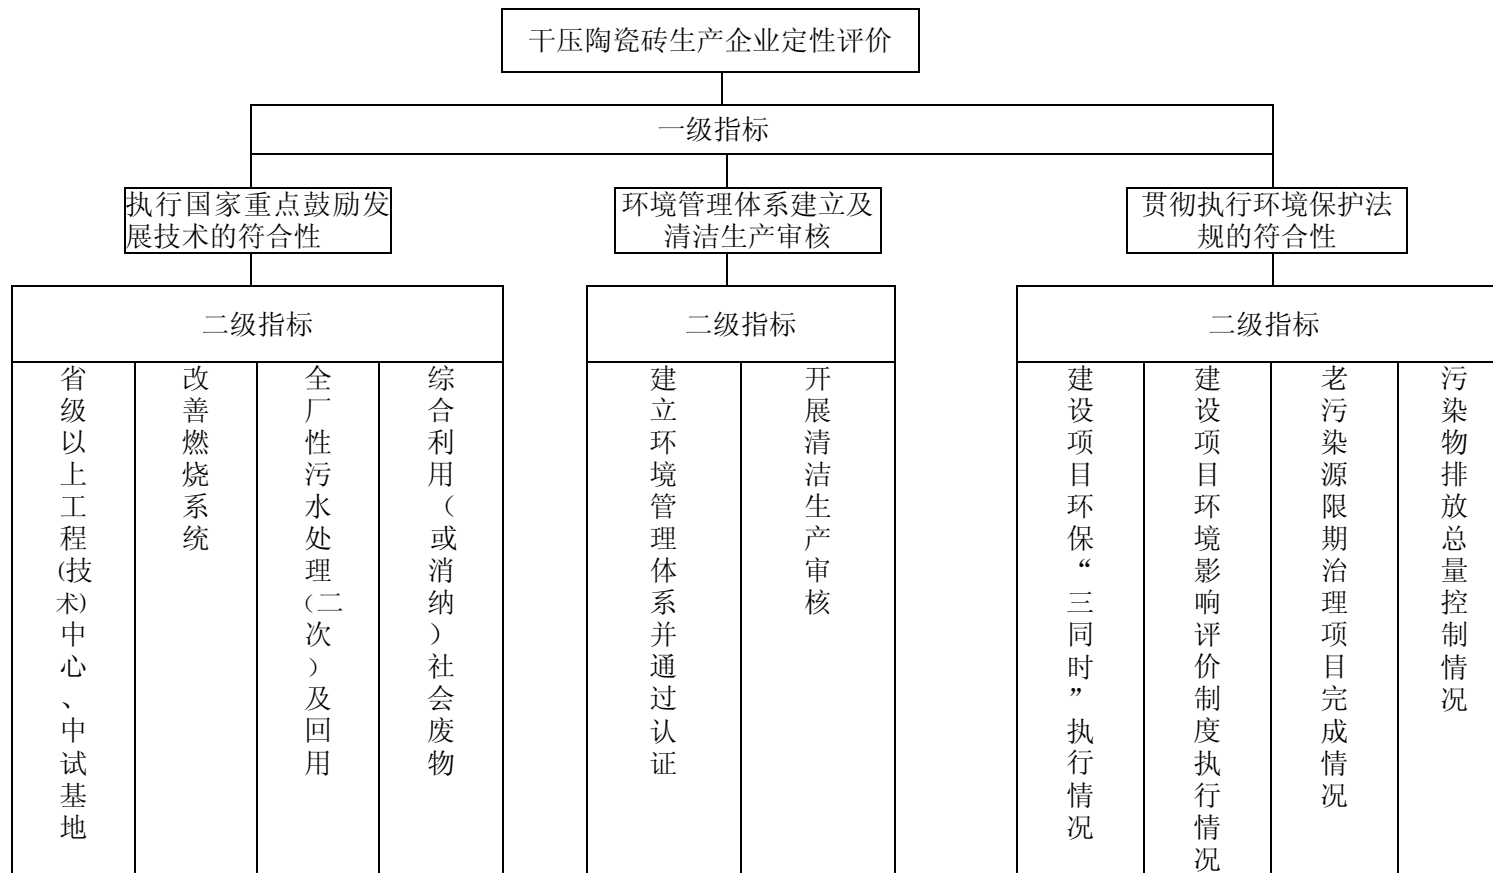 干压陶瓷砖生产企业定性评价
一级指标
执行国家重点鼓励发
展技术的符合性
环境管理体系建立及
清洁生产审核
贯彻执行环境保护法
规的符合性
二级指标
二级指标
二级指标
省级以上工程(技术)中心、中试基地
改善燃烧系统
全厂性污水处理(二次)及回用
综合利用(或消纳)社会废物
建立环境管理体系并通过认证
开展清洁生产审核
建设项目环保“三同时”执行情况
建设项目环境影响评价制度执行情况
老污染源限期治理项目完成情况
污染物排放总量控制情况